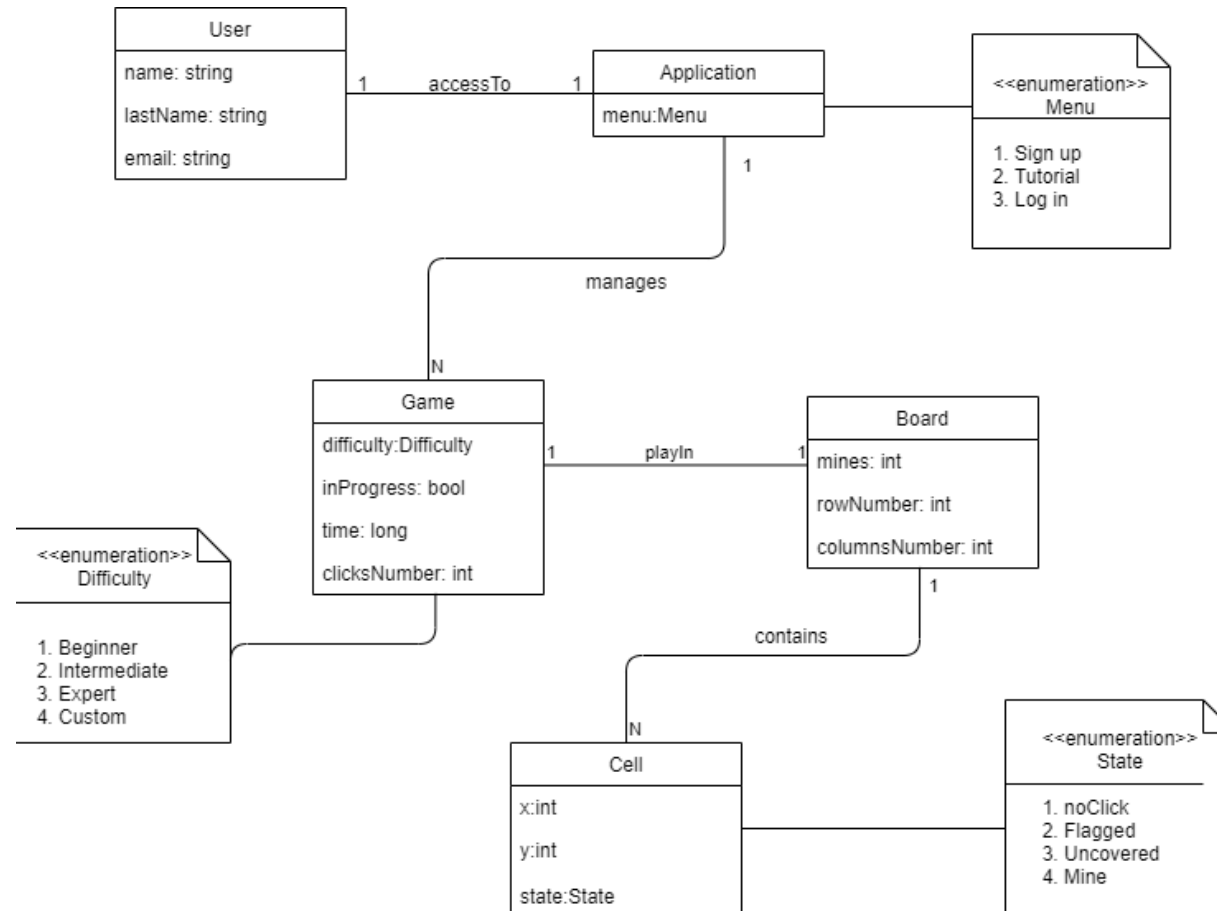 User
name: string
lastName: string
email: string
1
accessTo
1
Application
menu:Menu
<<enumeration>>
Menu
1. Sign up
2. Tutorial
3. Log in
1
manages
N
Game
difficulty:Difficulty
inProgress: bool
time: long
clicksNumber: int
1
playIn
1
Board
mines: int
rowNumber: int
columnsNumber: int
<<enumeration>>
Difficulty
1. Beginner
2. Intermediate
3. Expert
4. Custom
1
contains
N
Cell
x:int
y:int
state:State
<<enumeration>>
State
1. noClick
2. Flagged
3. Uncovered
4. Mine